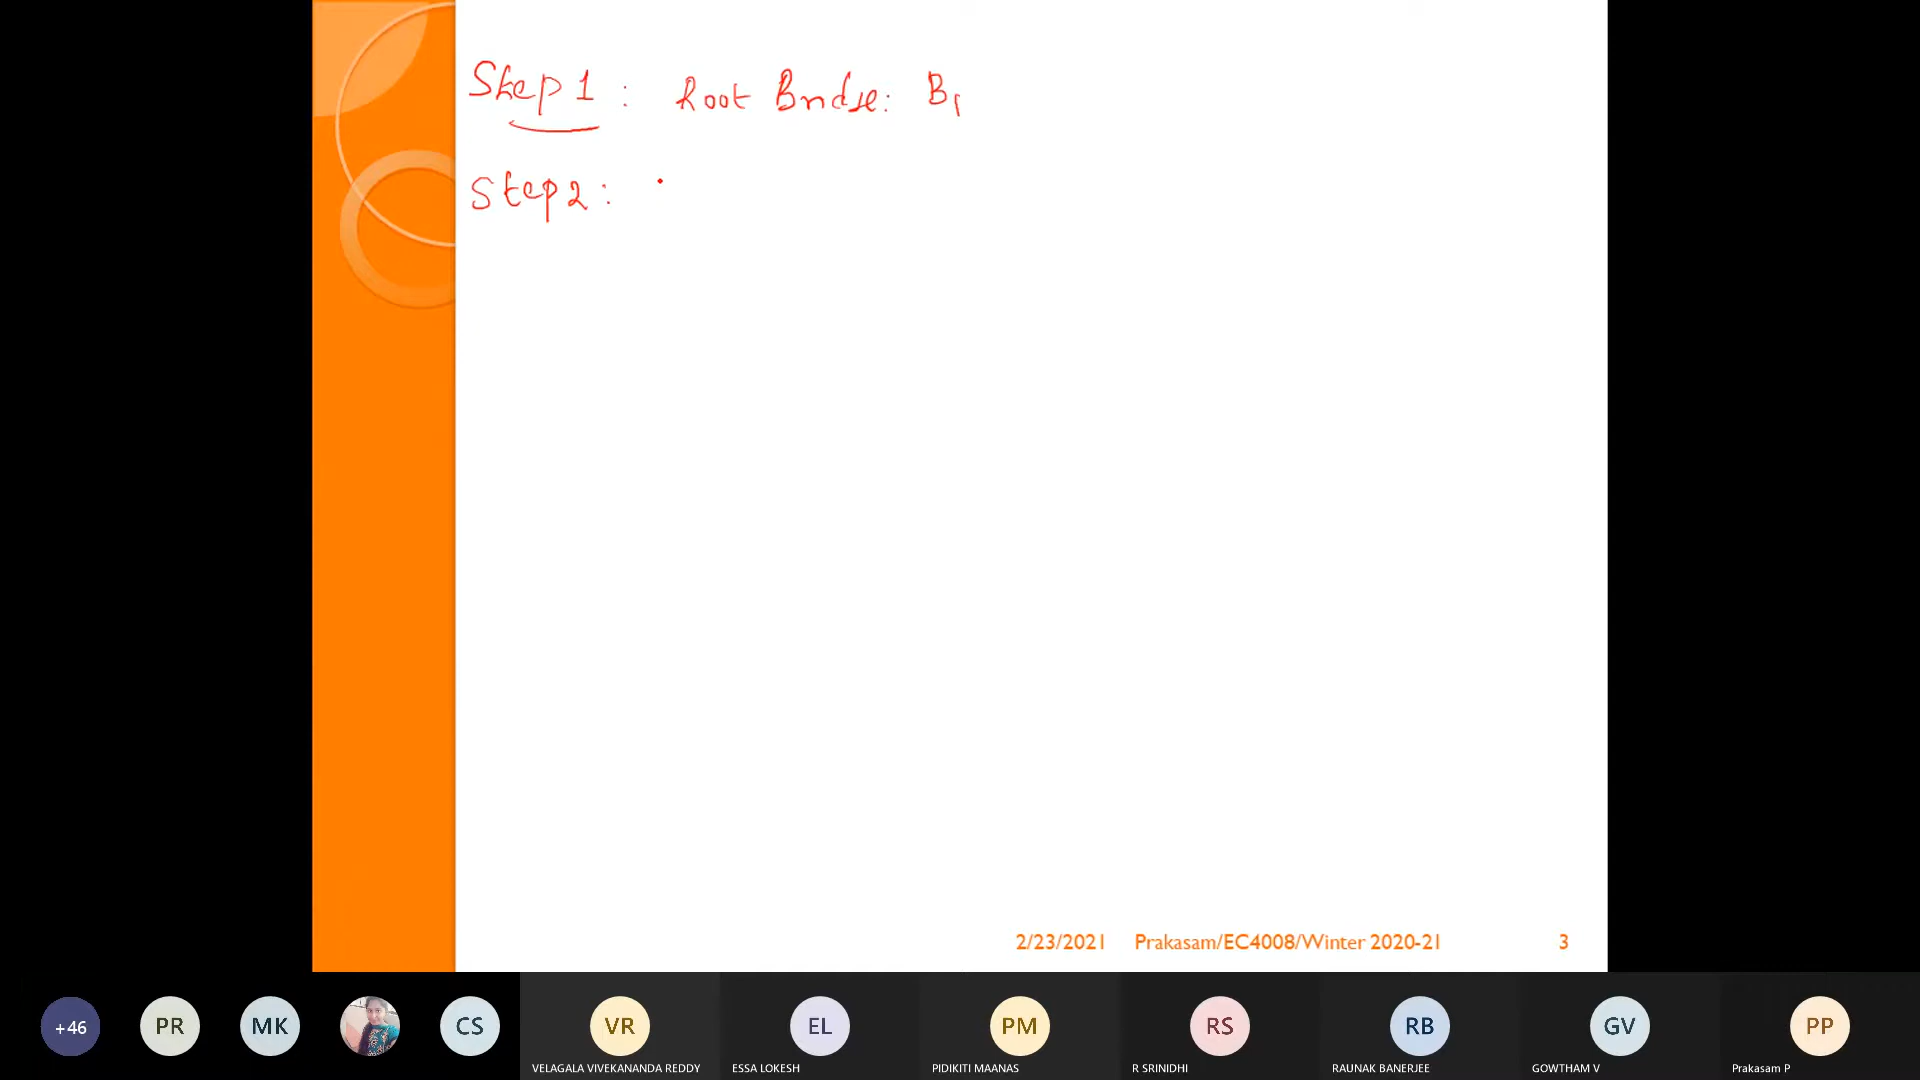 Step 1 : Root Bridge: B1
Step 2 :
2/23/2021 Prakasam/EC4008/Winter 2020-21 3
+46 PR MK CS VR EL PM RS RB GV PP
VELAGALA VIVEKANANDA REDDY ESSA LOKESH PIDIKITI MAANAS R SRINIDHI RAUNAK BANERJEE GOWTHAM V Prakasam P